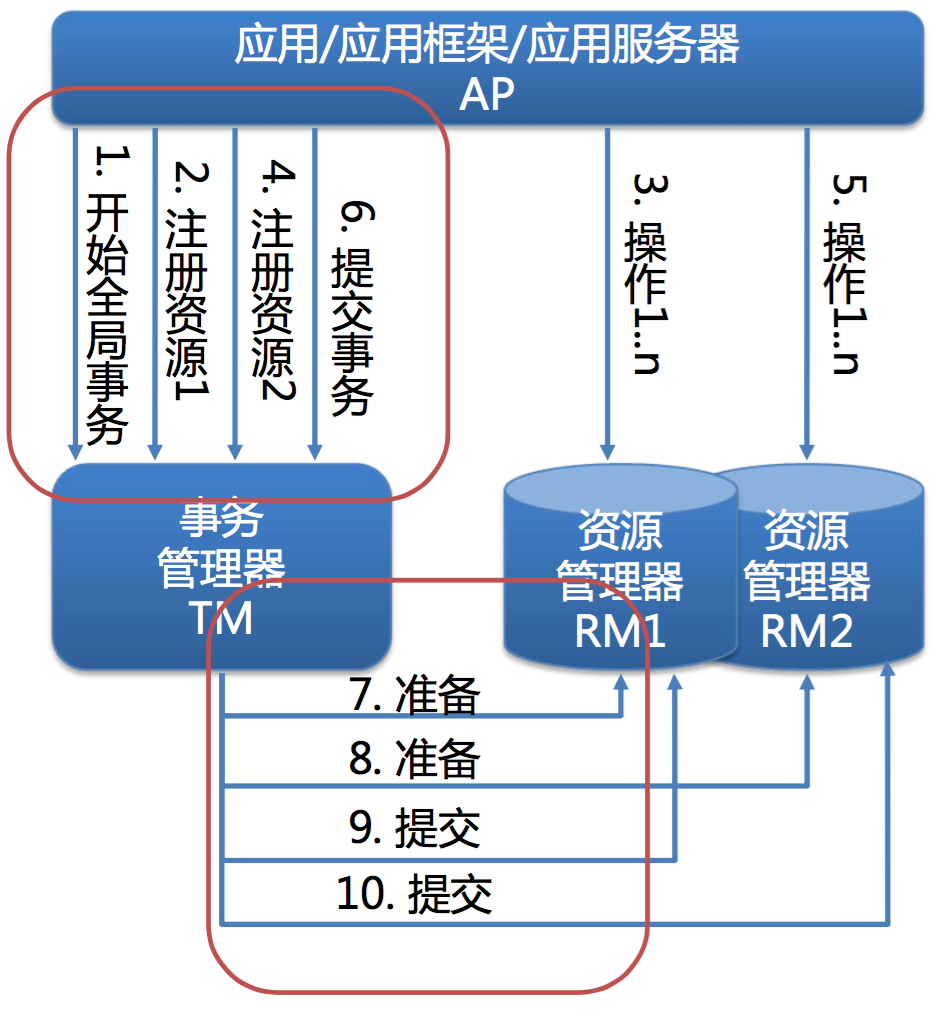 应用/应用框架/应用服务器
AP
1. 开始全局事务
2. 注册资源1
4. 注册资源2
6. 提交事务
3. 操作1..n
5. 操作1..n
事务
管理器
TM
资源
管理器
RM1
资源
管理器
RM2
7. 准备
8. 准备
9. 提交
10. 提交